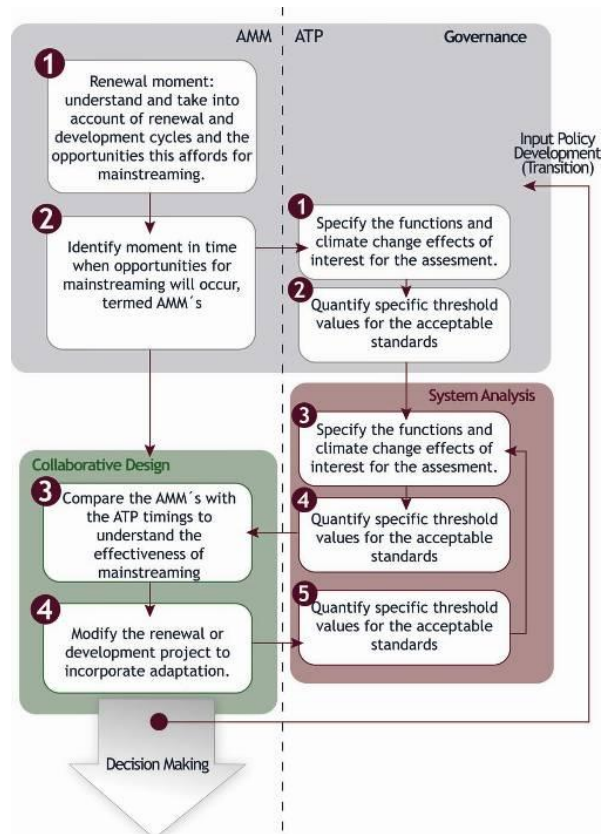 AMM
ATP
Governance
1
Renewal moment:
understand and take into
account of renewal and
development cycles and the
opportunities this affords for
mainstreaming.
Input Policy
Development
(Transition)
2
Identify moment in time
when opportunities for
mainstreaming will occur,
termed AMM´s
1
Specify the functions and
climate change effects of
interest for the assesment.
2
Quantify specific threshold
values for the acceptable
standards
System Analysis
3
Specify the functions and
climate change effects of
interest for the assesment.
Collaborative Design
3
Compare the AMM´s with
the ATP timings to
understand the
effectiveness of
mainstreaming
4
Quantify specific threshold
values for the acceptable
standards
4
Modify the renewal or
development project to
incorporate adaptation.
5
Quantify specific threshold
values for the acceptable
standards
Decision Making